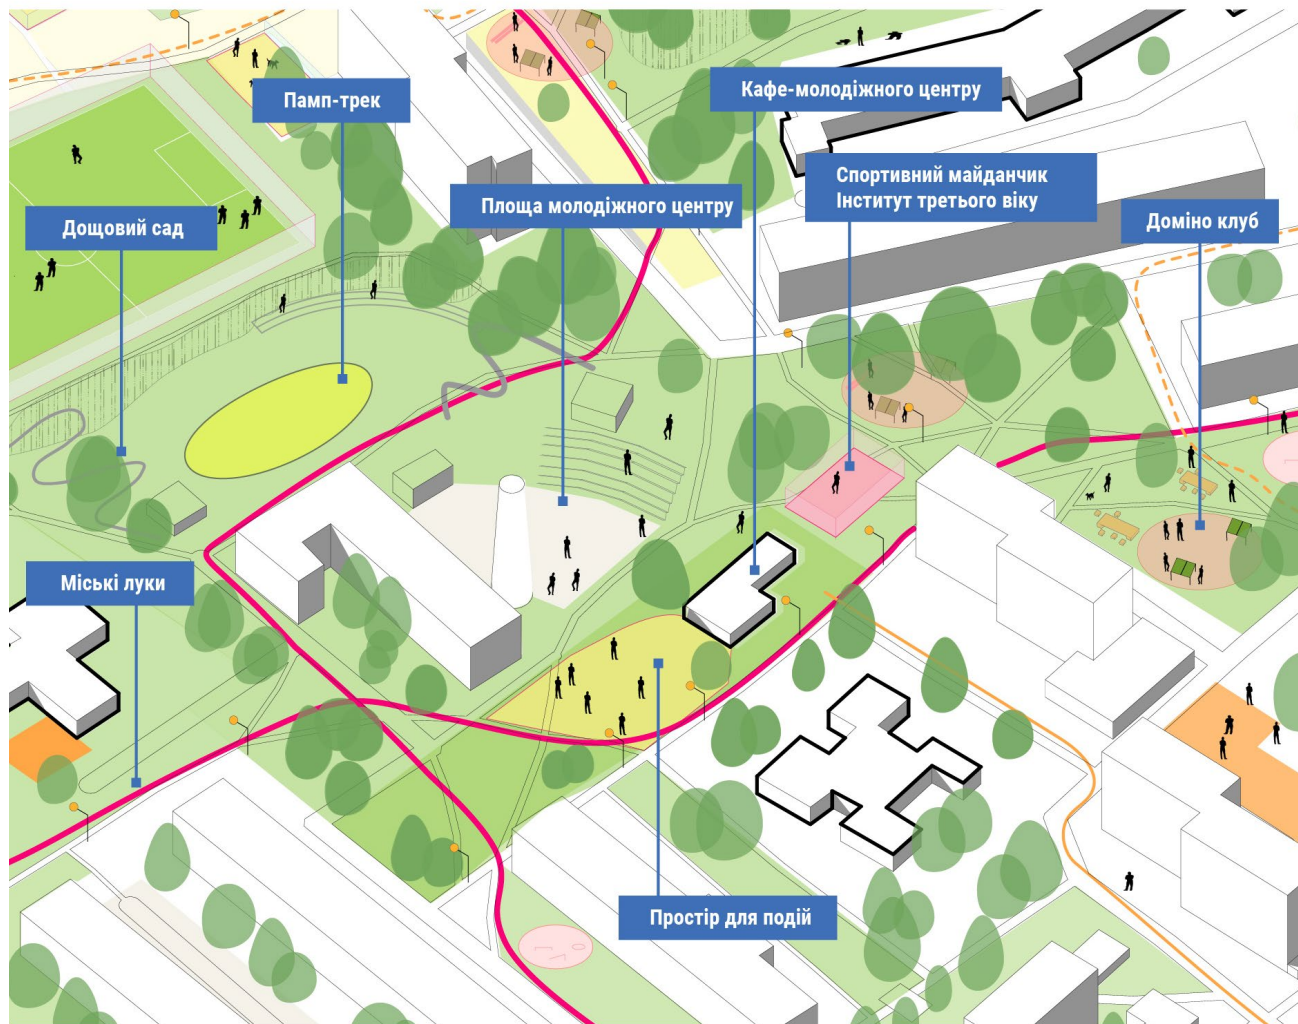 Памп-трек
Кафе-молодіжного центру
Спортивний майданчик
Інститут третього віку
Площа молодіжного центру
Дощовий сад
Доміно клуб
Міські луки
Простір для подій